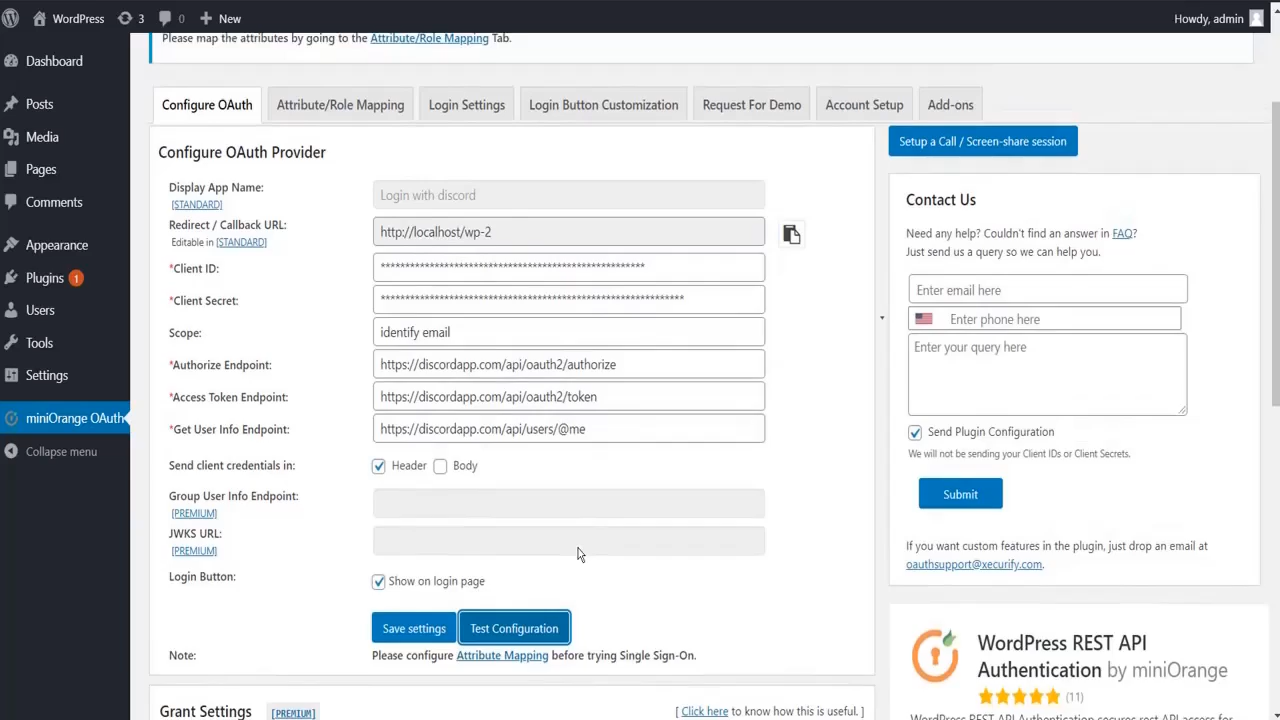 WordPress 3 0 New Howdy, admin
Please map the attributes by going to the Attribute/Role Mapping Tab.
Dashboard
Posts
Media
Pages
Comments
Appearance
Plugins 1
Users
Tools
Settings
miniOrange OAuth
Collapse menu
Configure OAuth Attribute/Role Mapping Login Settings Login Button Customization Request For Demo Account Setup Add-ons
Configure OAuth Provider
Display App Name: Login with discord
[STANDARD]
Redirect / Callback URL: http://localhost/wp-2
Editable in [STANDARD]
*Client ID: ******************************************************
*Client Secret: **************************************************************
Scope: identify email
*Authorize Endpoint: https://discordapp.com/api/oauth2/authorize
*Access Token Endpoint: https://discordapp.com/api/oauth2/token
*Get User Info Endpoint: https://discordapp.com/api/users/@me
Send client credentials in: Header Body
Group User Info Endpoint:
[PREMIUM]
JWKS URL:
[PREMIUM]
Login Button: Show on login page
Save settings Test Configuration
Note: Please configure Attribute Mapping before trying Single Sign-On.
Grant Settings [PREMIUM] [ Click here to know how this is useful. ]
Setup a Call / Screen-share session
Contact Us
Need any help? Couldn't find an answer in FAQ?
Just send us a query so we can help you.
Enter email here
Enter phone here
Enter your query here
Send Plugin Configuration
We will not be sending your Client IDs or Client Secrets.
Submit
If you want custom features in the plugin, just drop an email at
oauthsupport@xecurify.com.
WordPress REST API
Authentication by miniOrange
(11)
WordPress REST API Authentication secures rest API access for